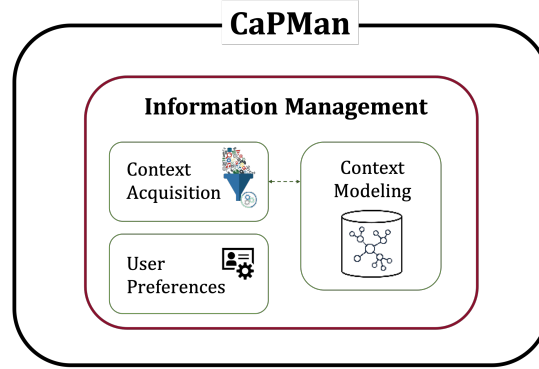 CaPMan
Information Management
Context
Acquisition
Context
Modeling
User
Preferences